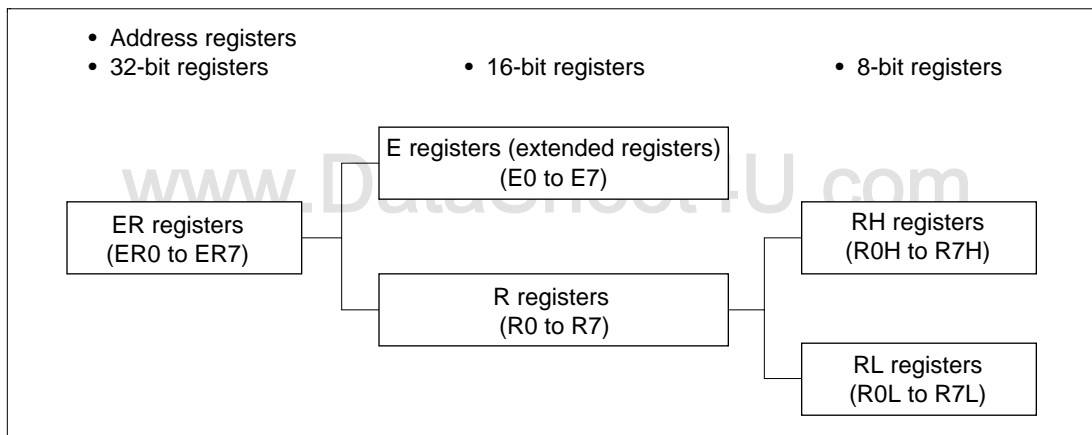 • Address registers
• 32-bit registers
• 16-bit registers
• 8-bit registers
E registers (extended registers)
(E0 to E7)
www.DataSheet4U.com
ER registers
(ER0 to ER7)
RH registers
(R0H to R7H)
R registers
(R0 to R7)
RL registers
(R0L to R7L)